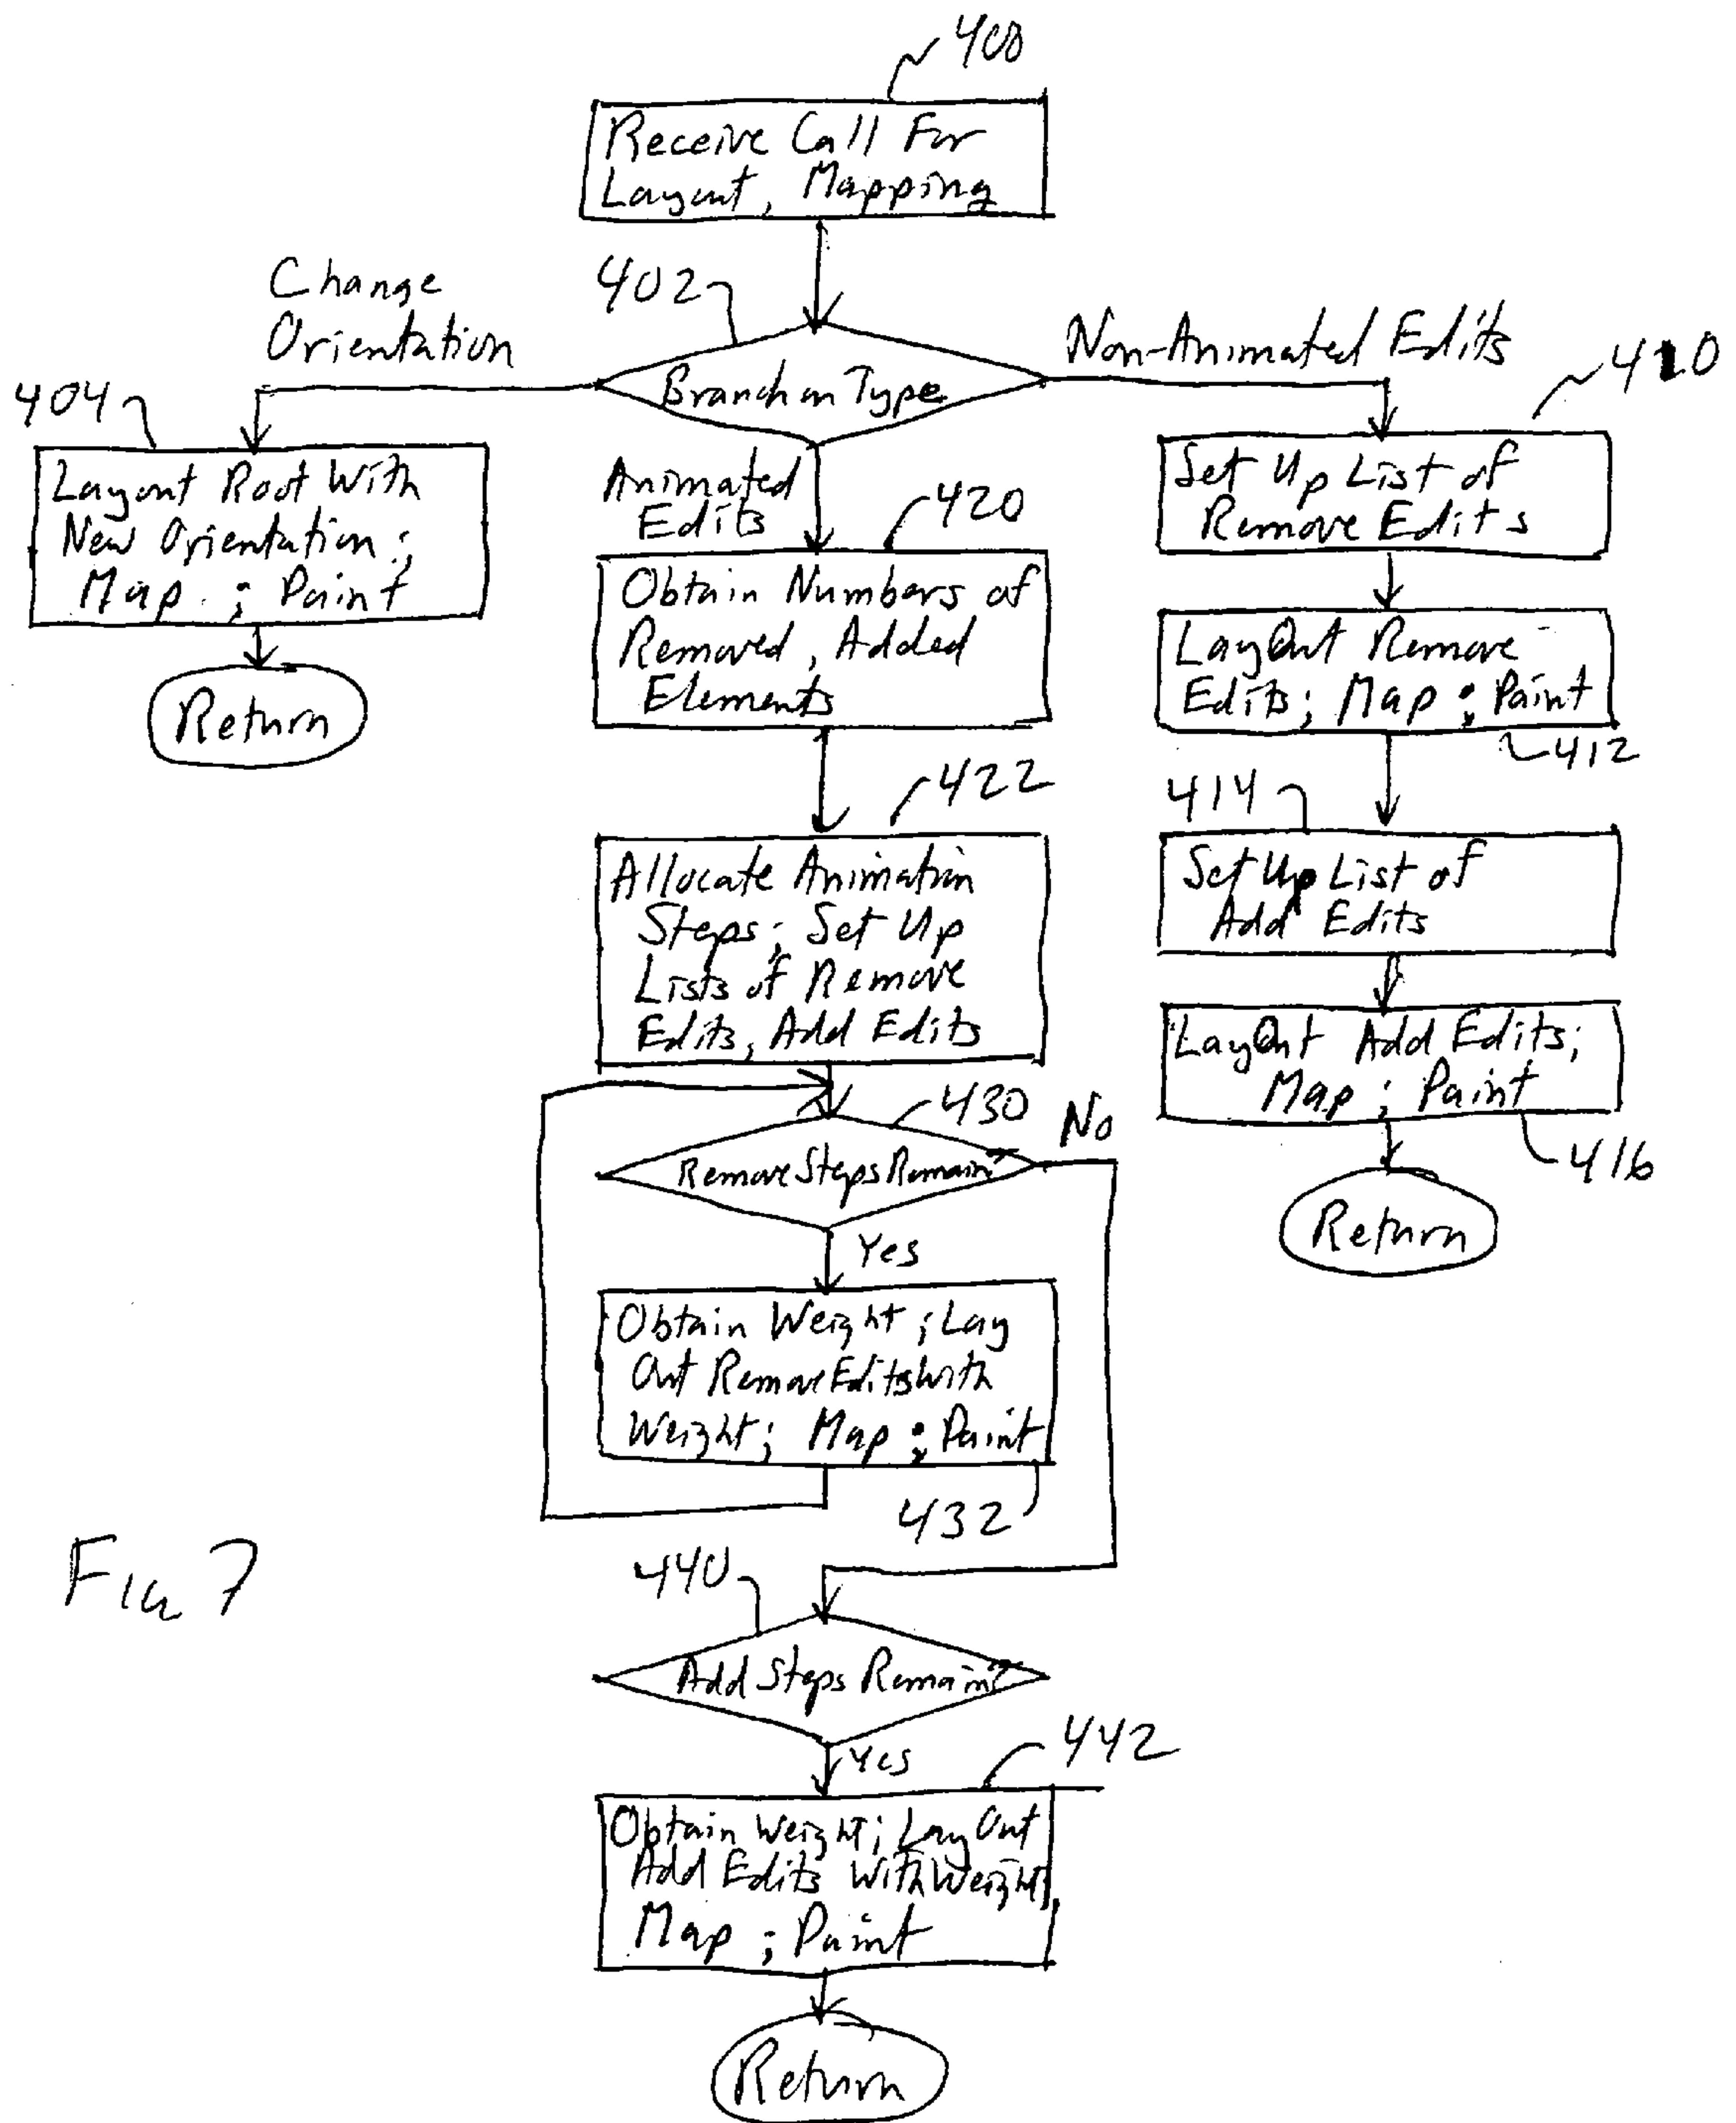 400
Receive Call For
Layout, Mapping
402
Change
Orientation
Non-Animated Edits
Branch on Type
404
410
Layout Root With
New Orientation;
Map ; Paint
Return
Animated
Edits
420
Obtain Numbers of
Removed, Added
Elements
Set Up List of
Remove Edits
LayOut Remove
Edits; Map ; Paint
412
422
Allocate Animation
Steps; Set Up
Lists of Remove
Edits, Add Edits
414
Set Up List of
Add Edits
LayOut Add Edits;
Map ; Paint
416
Return
430
Remove Steps Remain?
No
Yes
Obtain Weight; Lay
Out Remove Edits With
Weight; Map ; Paint
432
Fig 7
440
Add Steps Remain?
Yes
442
Obtain Weight; Lay Out
Add Edits With Weight;
Map ; Paint
Return